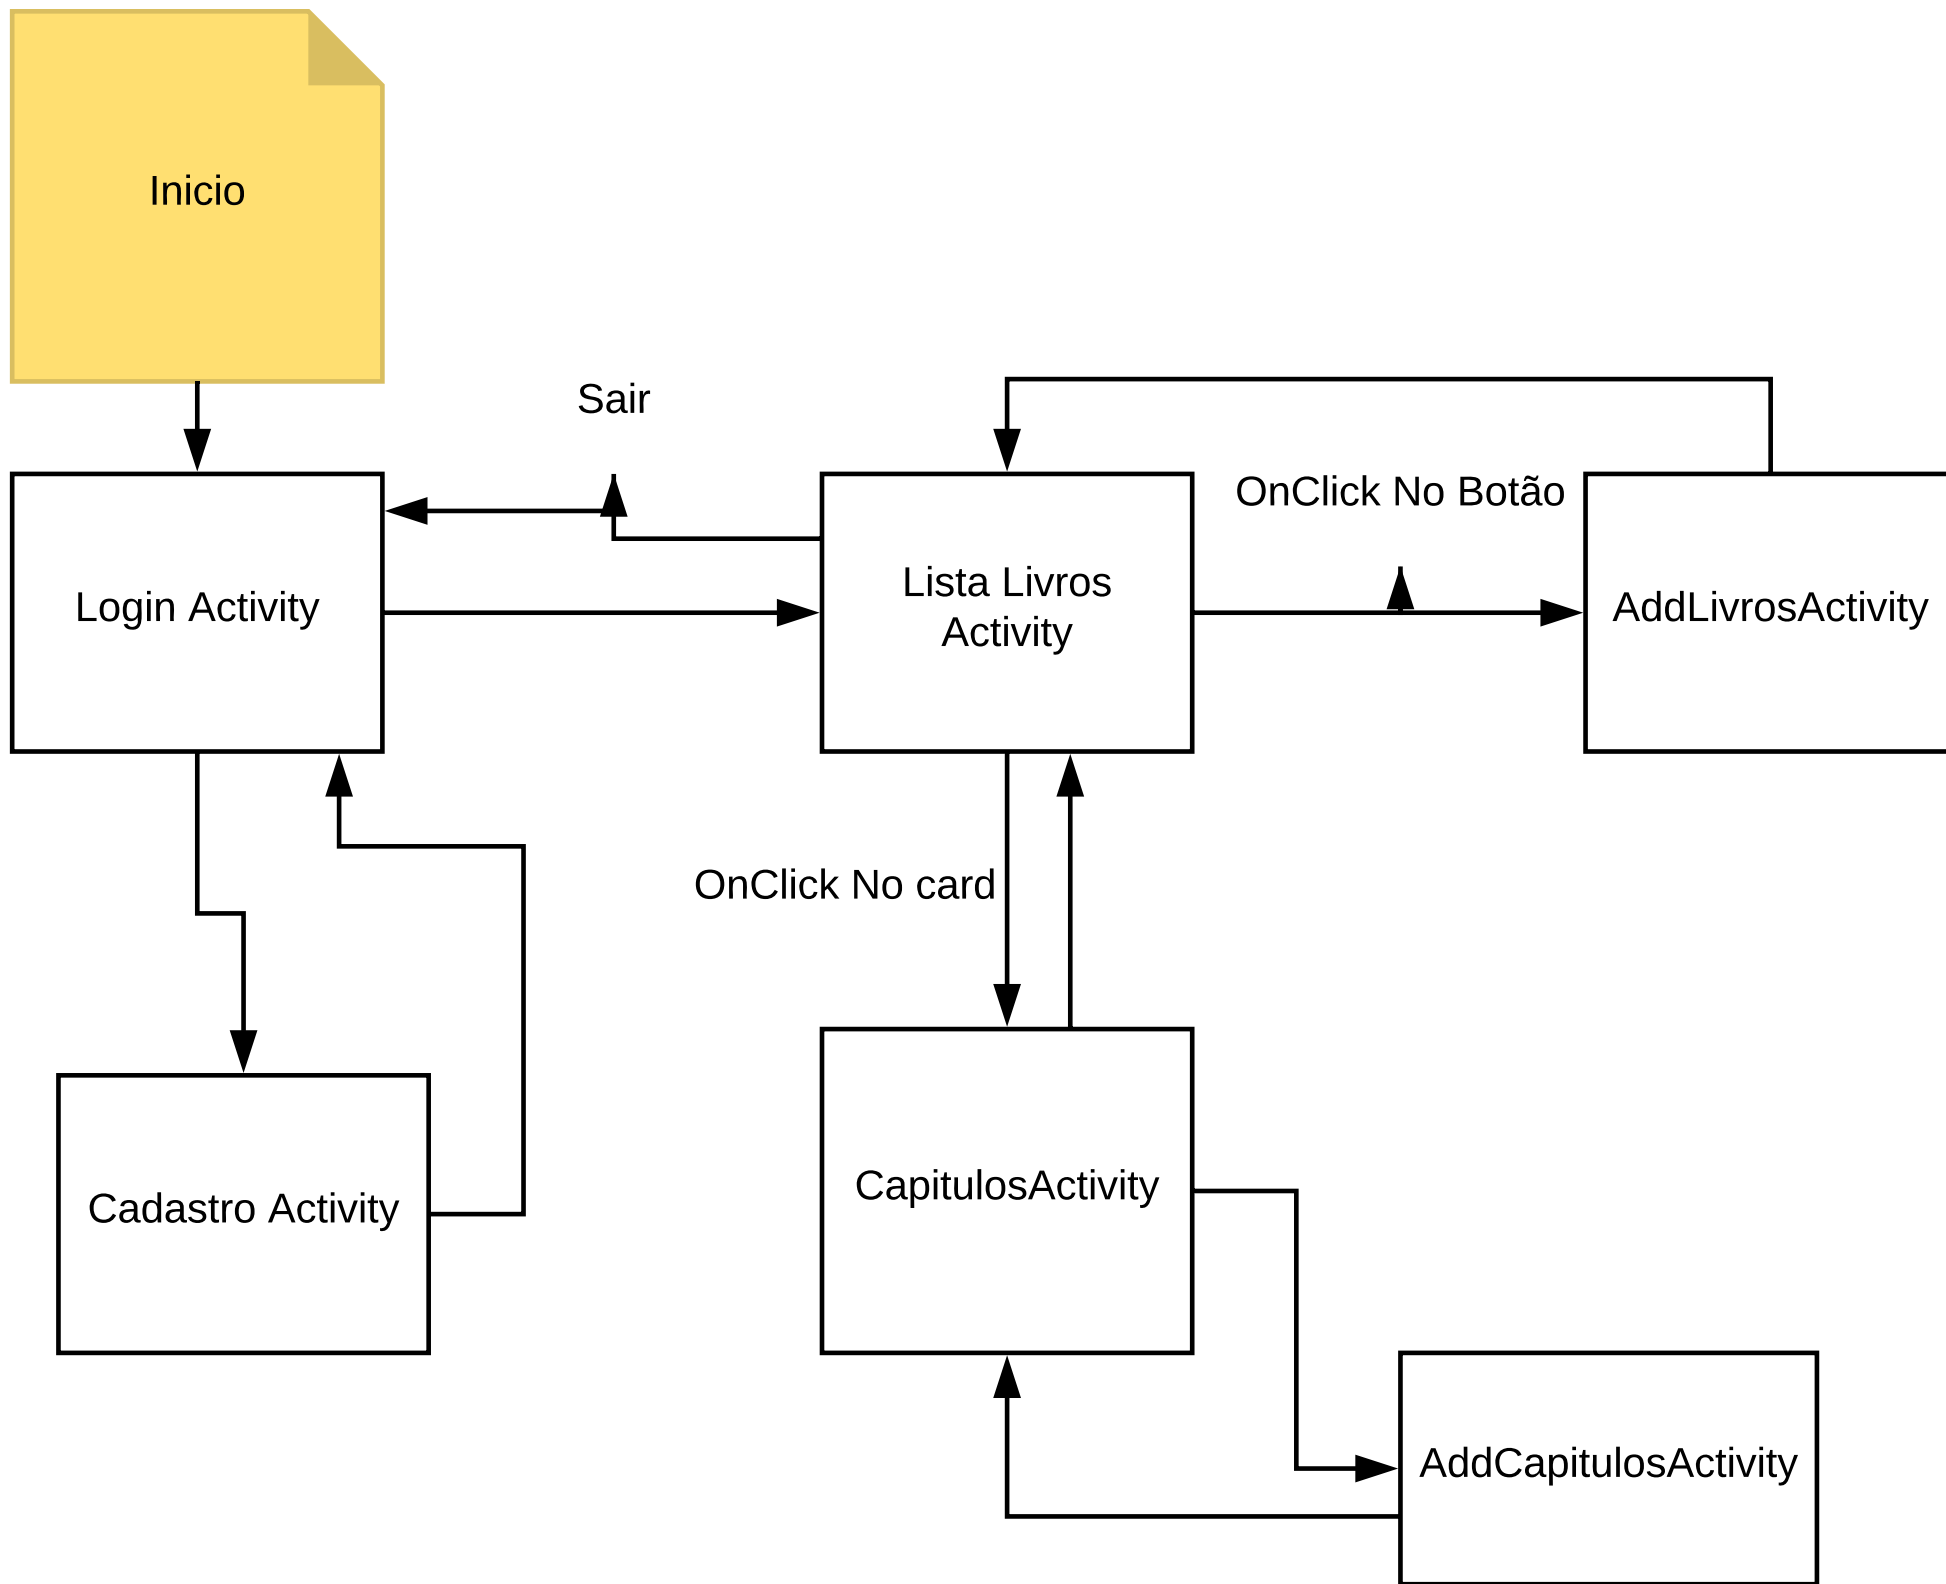 Inicio
Sair
OnClick No Botão
Login Activity
Lista Livros
Activity
AddLivrosActivity
OnClick No card
Cadastro Activity
CapitulosActivity
AddCapitulosActivity